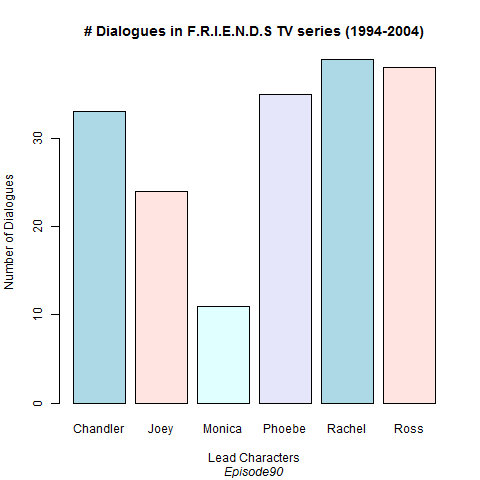 # Dialogues in F.R.I.E.N.D.S TV series (1994-2004)
Number of Dialogues
30
20
10
0
Chandler Joey Monica Phoebe Rachel Ross
Lead Characters
Episode90